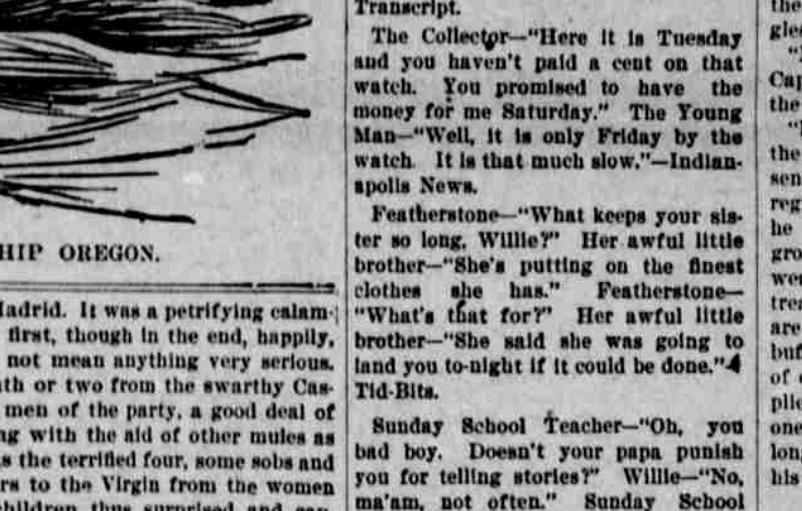 HIP OREGON.
Madrid. It was a petrifying calam-
first, though in the end, happily,
not mean anything very serious.
th or two from the swarthy Cas-
men of the party, a good deal of
ng with the aid of other mules as
s the terrified four, some sobs and
rs to the Virgin from the women
children thus surprised and
Transcript.
The Collector—"Here it is Tuesday
and you haven't paid a cent on that
watch. You promised to have the
money for me Saturday." The Young
Man—"Well, it is only Friday by the
watch. It is that much slow."—Indian-
apolis News.
Featherstone—"What keeps your sis-
ter so long, Willie?" Her awful little
brother—"She's putting on the finest
clothes she has." Featherstone—
"What's that for?" Her awful little
brother—"She said she was going to
land you to-night if it could be done."—
Tid-Bits.
Sunday School Teacher—"Oh, you
bad boy. Doesn't your papa punish
you for telling stories?" Willie—"No,
ma'am, not often." Sunday School
the
gle
"
Cap
the
"
the
sen
reg
he
gro
we
tre
are
buf
of
plie
one
lon
his